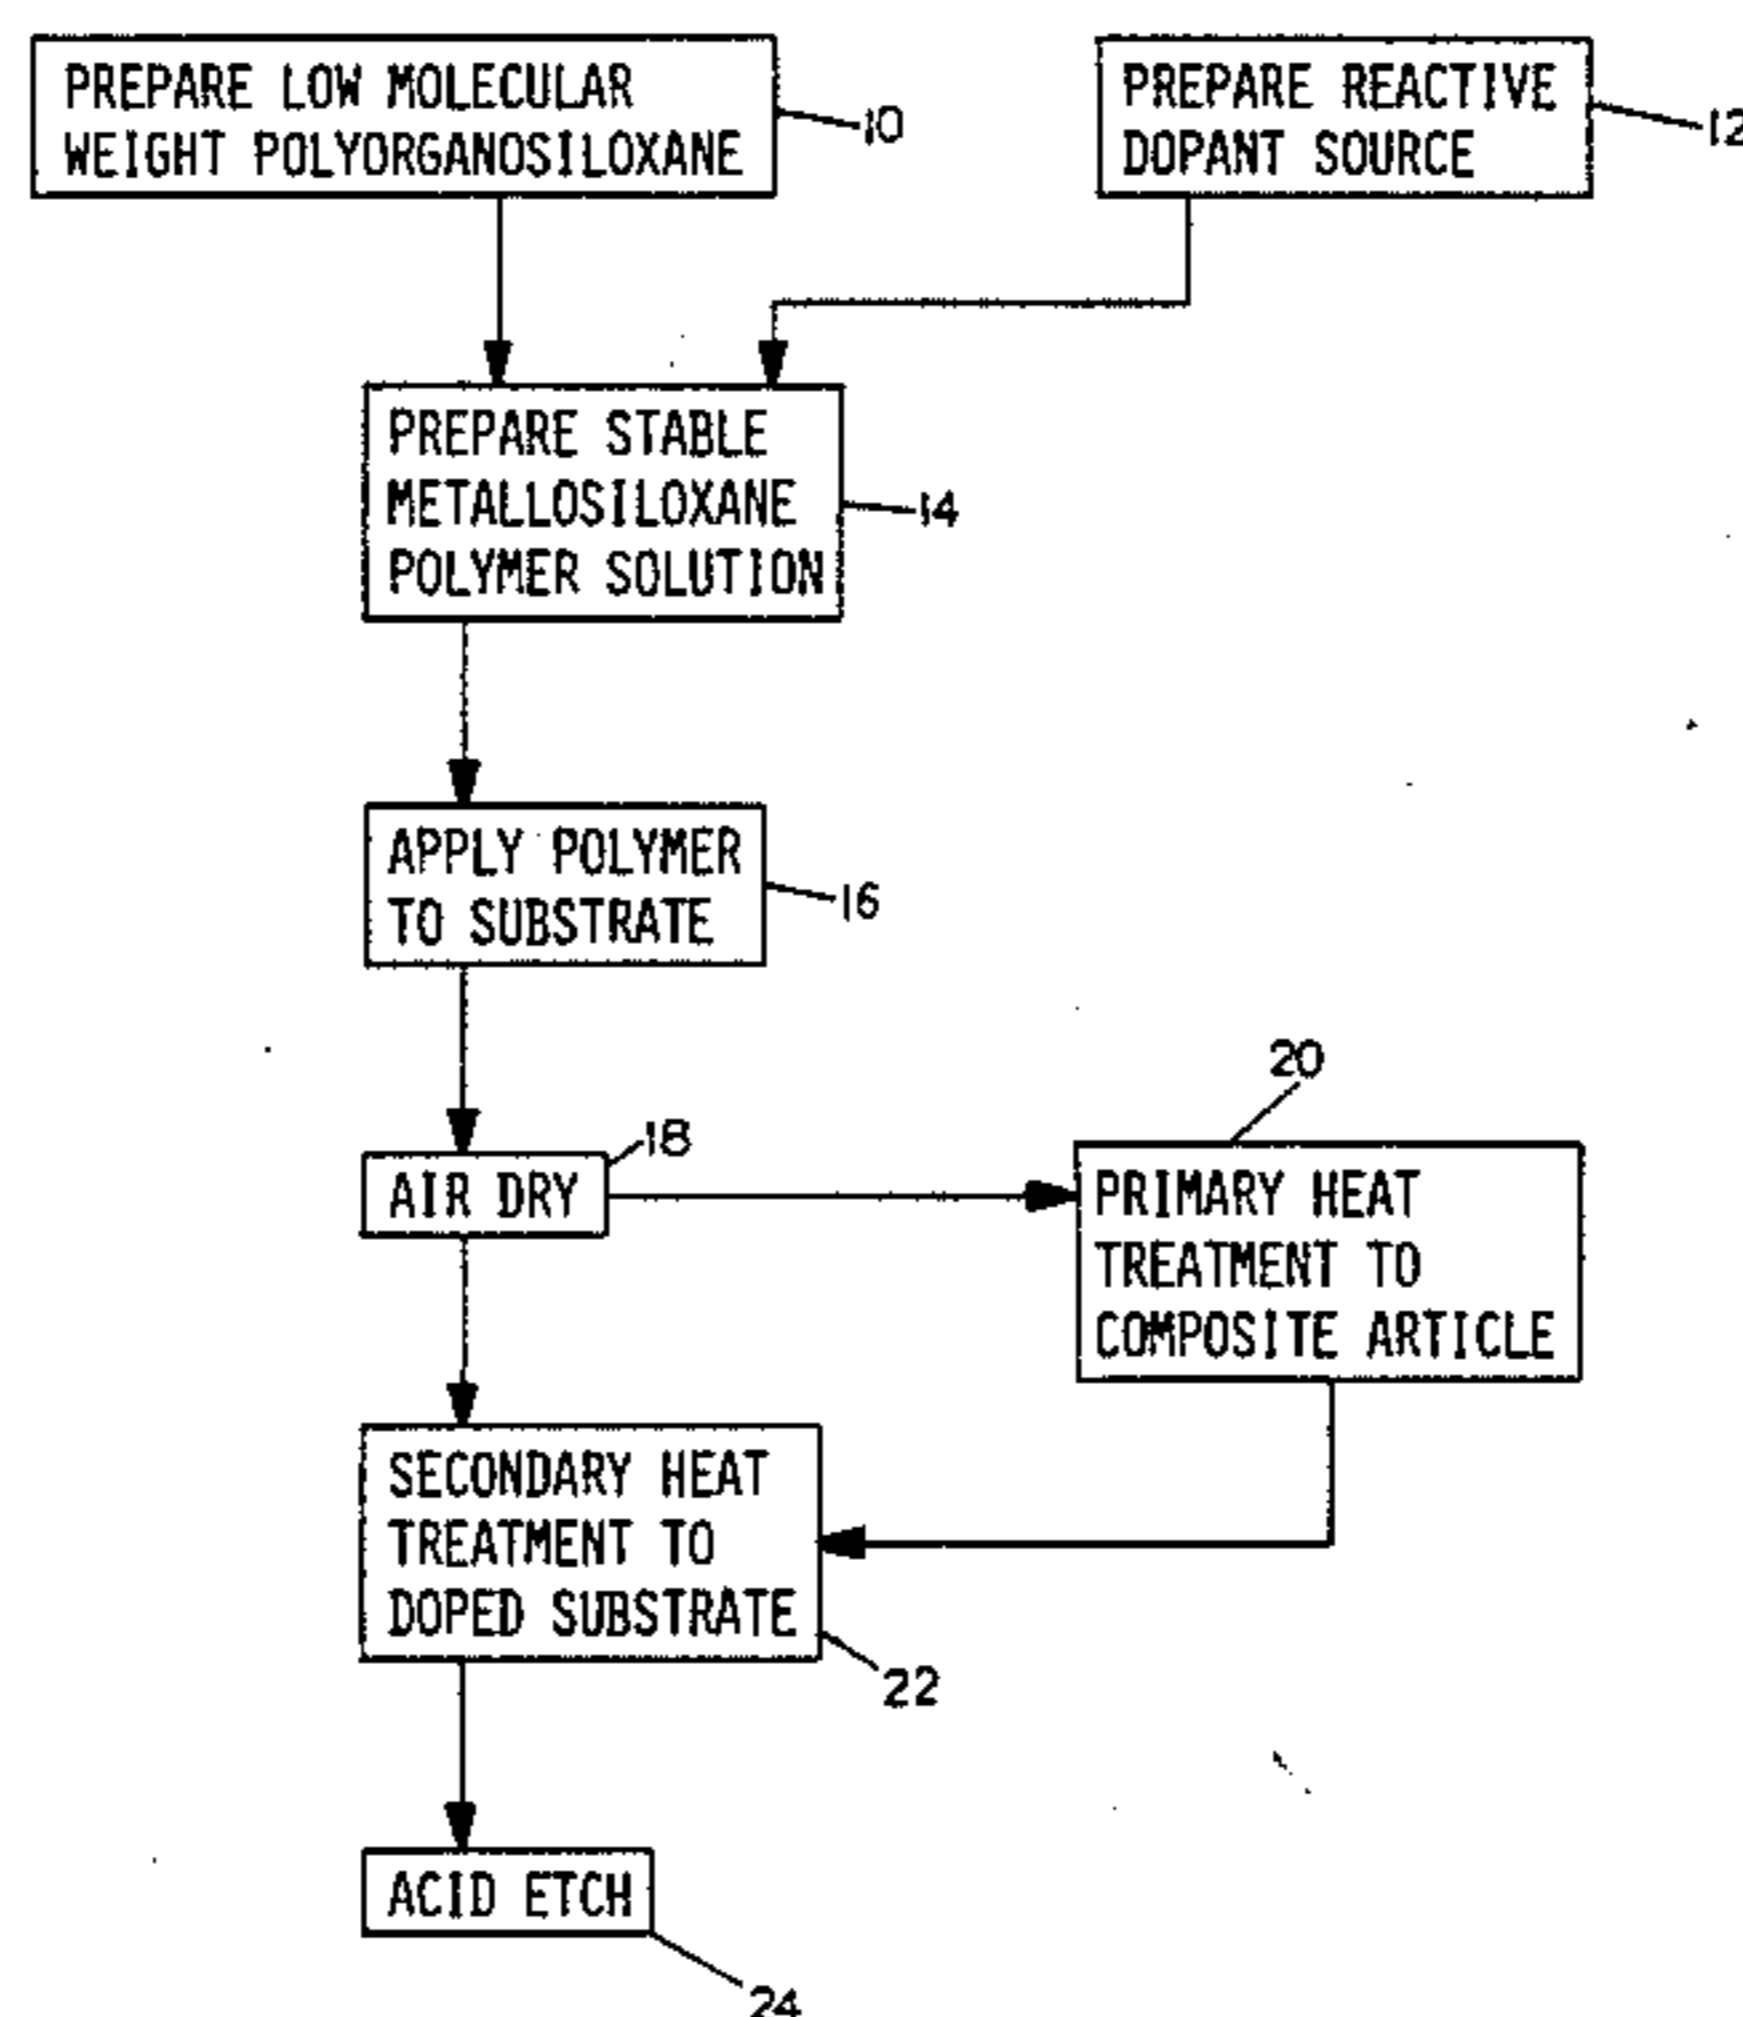 PREPARE LOW MOLECULAR
WEIGHT POLYORGANOSILOXANE
10
PREPARE REACTIVE
DOPANT SOURCE
12
PREPARE STABLE
METALLOSILOXANE
POLYMER SOLUTION
14
APPLY POLYMER
TO SUBSTRATE
16
AIR DRY
18
20
PRIMARY HEAT
TREATMENT TO
COMPOSITE ARTICLE
SECONDARY HEAT
TREATMENT TO
DOPED SUBSTRATE
22
ACID ETCH
24